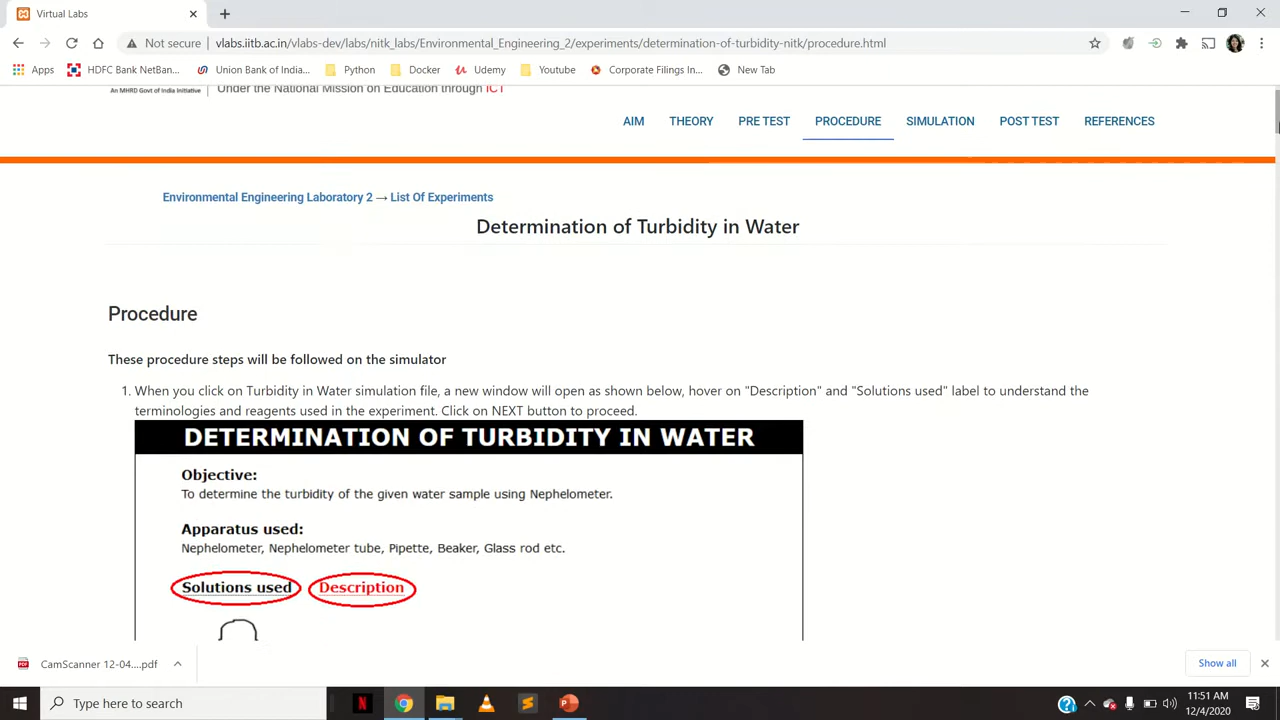 Virtual Labs
Not secure
vlabs.iitb.ac.in/vlabs-dev/labs/nitk_labs/Environmental_Engineering_2/experiments/determination-of-turbidity-nitk/procedure.html
Apps
HDFC Bank NetBan...
Union Bank of India...
Python
Docker
Udemy
Youtube
Corporate Filings In...
New Tab
An MHRD Govt of India Initiative
Under the National Mission on Education through ICT
AIM
THEORY
PRE TEST
PROCEDURE
SIMULATION
POST TEST
REFERENCES
Environmental Engineering Laboratory 2 → List Of Experiments
Determination of Turbidity in Water
Procedure
These procedure steps will be followed on the simulator
1. When you click on Turbidity in Water simulation file, a new window will open as shown below, hover on "Description" and "Solutions used" label to understand the
terminologies and reagents used in the experiment. Click on NEXT button to proceed.
DETERMINATION OF TURBIDITY IN WATER
Objective:
To determine the turbidity of the given water sample using Nephelometer.
Apparatus used:
Nephelometer, Nephelometer tube, Pipette, Beaker, Glass rod etc.
Solutions used
Description
CamScanner 12-04....pdf
Show all
Type here to search
11:51 AM
12/4/2020